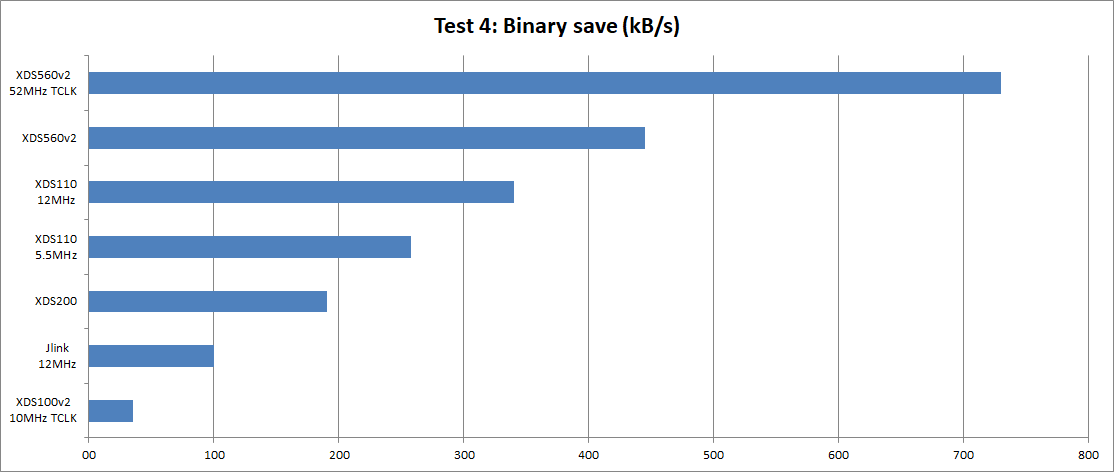 Test 4: Binary save (kB/s)
XDS560v2
52MHz TCLK
XDS560v2
XDS110
12MHz
XDS110
5.5MHz
XDS200
Jlink
12MHz
XDS100v2
10MHz TCLK
00 100 200 300 400 500 600 700 800